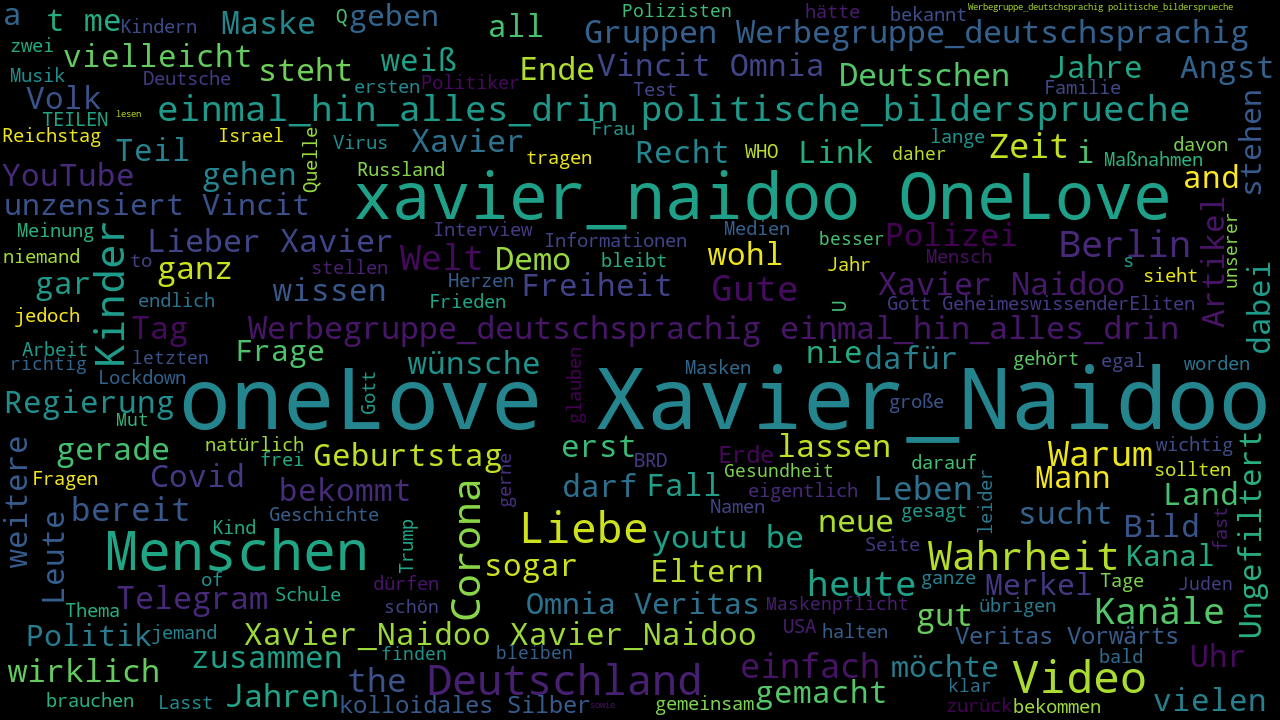 a t me Kindern Maske Q geben all Polizisten hätte bekannt Werbegruppe_deutschsprachig politische_bildersprueche
Gruppen Werbegruppe_deutschsprachig
zwei vielleicht steht weiß Ende Vincit Omnia Deutschen Jahre Angst
Musik Deutsche ersten Politiker Test Familie
Volk TEILEN lesen einmal_hin_alles_drin politische_bildersprueche stehen
Reichstag Israel Virus Xavier Frau lange Zeit i davon
Teil Quelle tragen Recht WHO Link daher Maßnahmen
YouTube gehen Russland xavier_naidoo OneLove and
unzensiert Vincit
Meinung Lieber Xavier Interview Informationen Medien besser Polizei Berlin Artikel unserer
niemand to ganz stellen Welt Demo bleibt wohl Jahr Mensch s sieht
gar Kinder wissen Herzen Freiheit Gute Xavier Naidoo dabei
endlich Frieden U Gott GeheimeswissenderEliten
jedoch Tag Werbegruppe_deutschsprachig einmal_hin_alles_drin
Arbeit letzten Frage wünsche glauben Masken nie dafür gehört egal worden
richtig Lockdown Gott
Regierung oneLove Xavier_Naidoo große
Mut
weitere gerade natürlich frei Geburtstag gerne erst BRD Erde lassen darauf Warum wichtig Ungefiltert
Fragen Covid bekommt Gesundheit Mann sollten
bereit Geschichte Corona darf Fall eigentlich Leben leider Land
Leute Kind Trump Liebe Namen neue gesagt sucht Bild fast
Menschen youtu be Seite Wahrheit Kanal
of sogar Eltern heute ganze Merkel Tage Juden
Telegram Schule dürfen
Thema schön Omnia Veritas Maskenpflicht gut übrigen Kanäle
Politik jemand Xavier_Naidoo Xavier_Naidoo USA halten Veritas Vorwärts
wirklich zusammen finden bleiben einfach möchte bald Uhr
the Deutschland klar Video
brauchen Lasst Jahren kolloidales Silber sowie gemeinsam gemacht zurück bekommen vielen